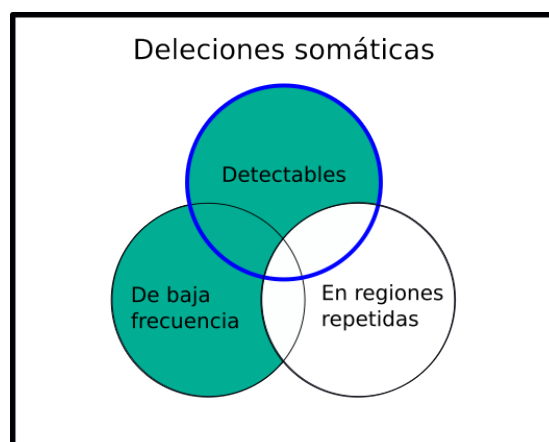 Deleciones somáticas
Detectables
De baja
frecuencia
En regiones
repetidas